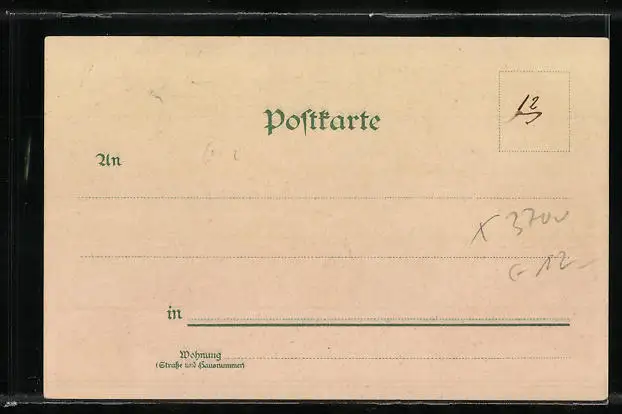 12
Postkarte
An
x 3700
12-
in
Wohnung
(Straße und Hausnummer)